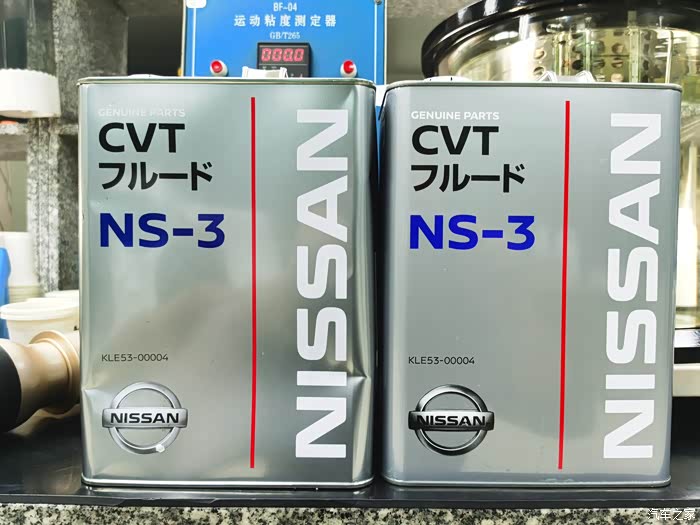 BF-04
运动粘度测定器
GB/T265
000.0
GENUINE PARTS
CVT
フルード
NS-3
KLE53-00004
NISSAN
NISSAN
GENUINE PARTS
CVT
フルード
NS-3
KLE53-00004
NISSAN
NISSAN
汽车之家